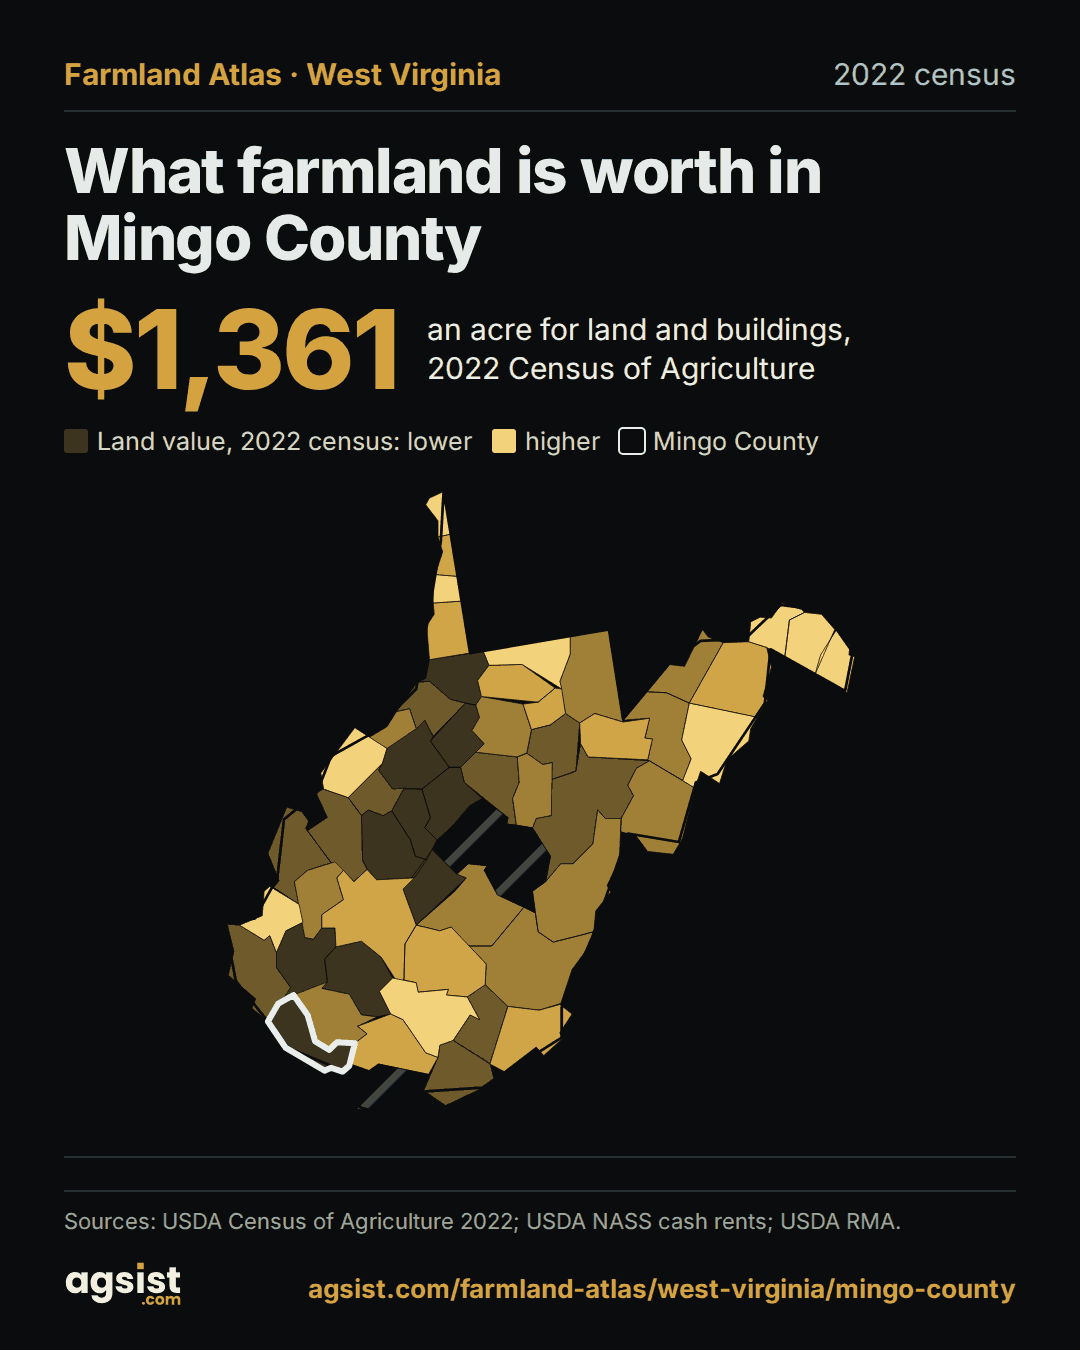 Farmland Atlas · West Virginia
2022 census
What farmland is worth in
Mingo County
$1,361
an acre for land and buildings,
2022 Census of Agriculture
Land value, 2022 census: lower
higher
Mingo County
Sources: USDA Census of Agriculture 2022; USDA NASS cash rents; USDA RMA.
agsist
.com
agsist.com/farmland-atlas/west-virginia/mingo-county